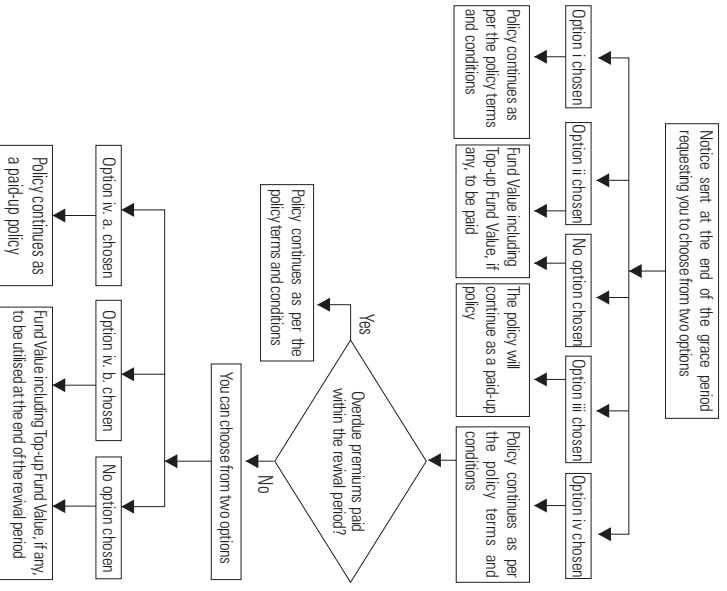 Notice sent at the end of the grace period
requesting you to choose from two options
Option i chosen
Option ii chosen
No option chosen
Option iii chosen
Option iv chosen
Policy continues as
per the policy terms
and conditions
Fund Value including
Top-up Fund Value, if
any, to be paid
The policy will
continue as a paid-up
policy
Policy continues as per
the policy terms and
conditions
Overdue premiums paid
within the revival period?
Yes
No
Policy continues as per the
policy terms and conditions
You can choose from two options
Option iv. a. chosen
Option iv. b. chosen
No option chosen
Policy continues as
a paid-up policy
Fund Value including Top-up Fund Value, if any,
to be utilised at the end of the revival period